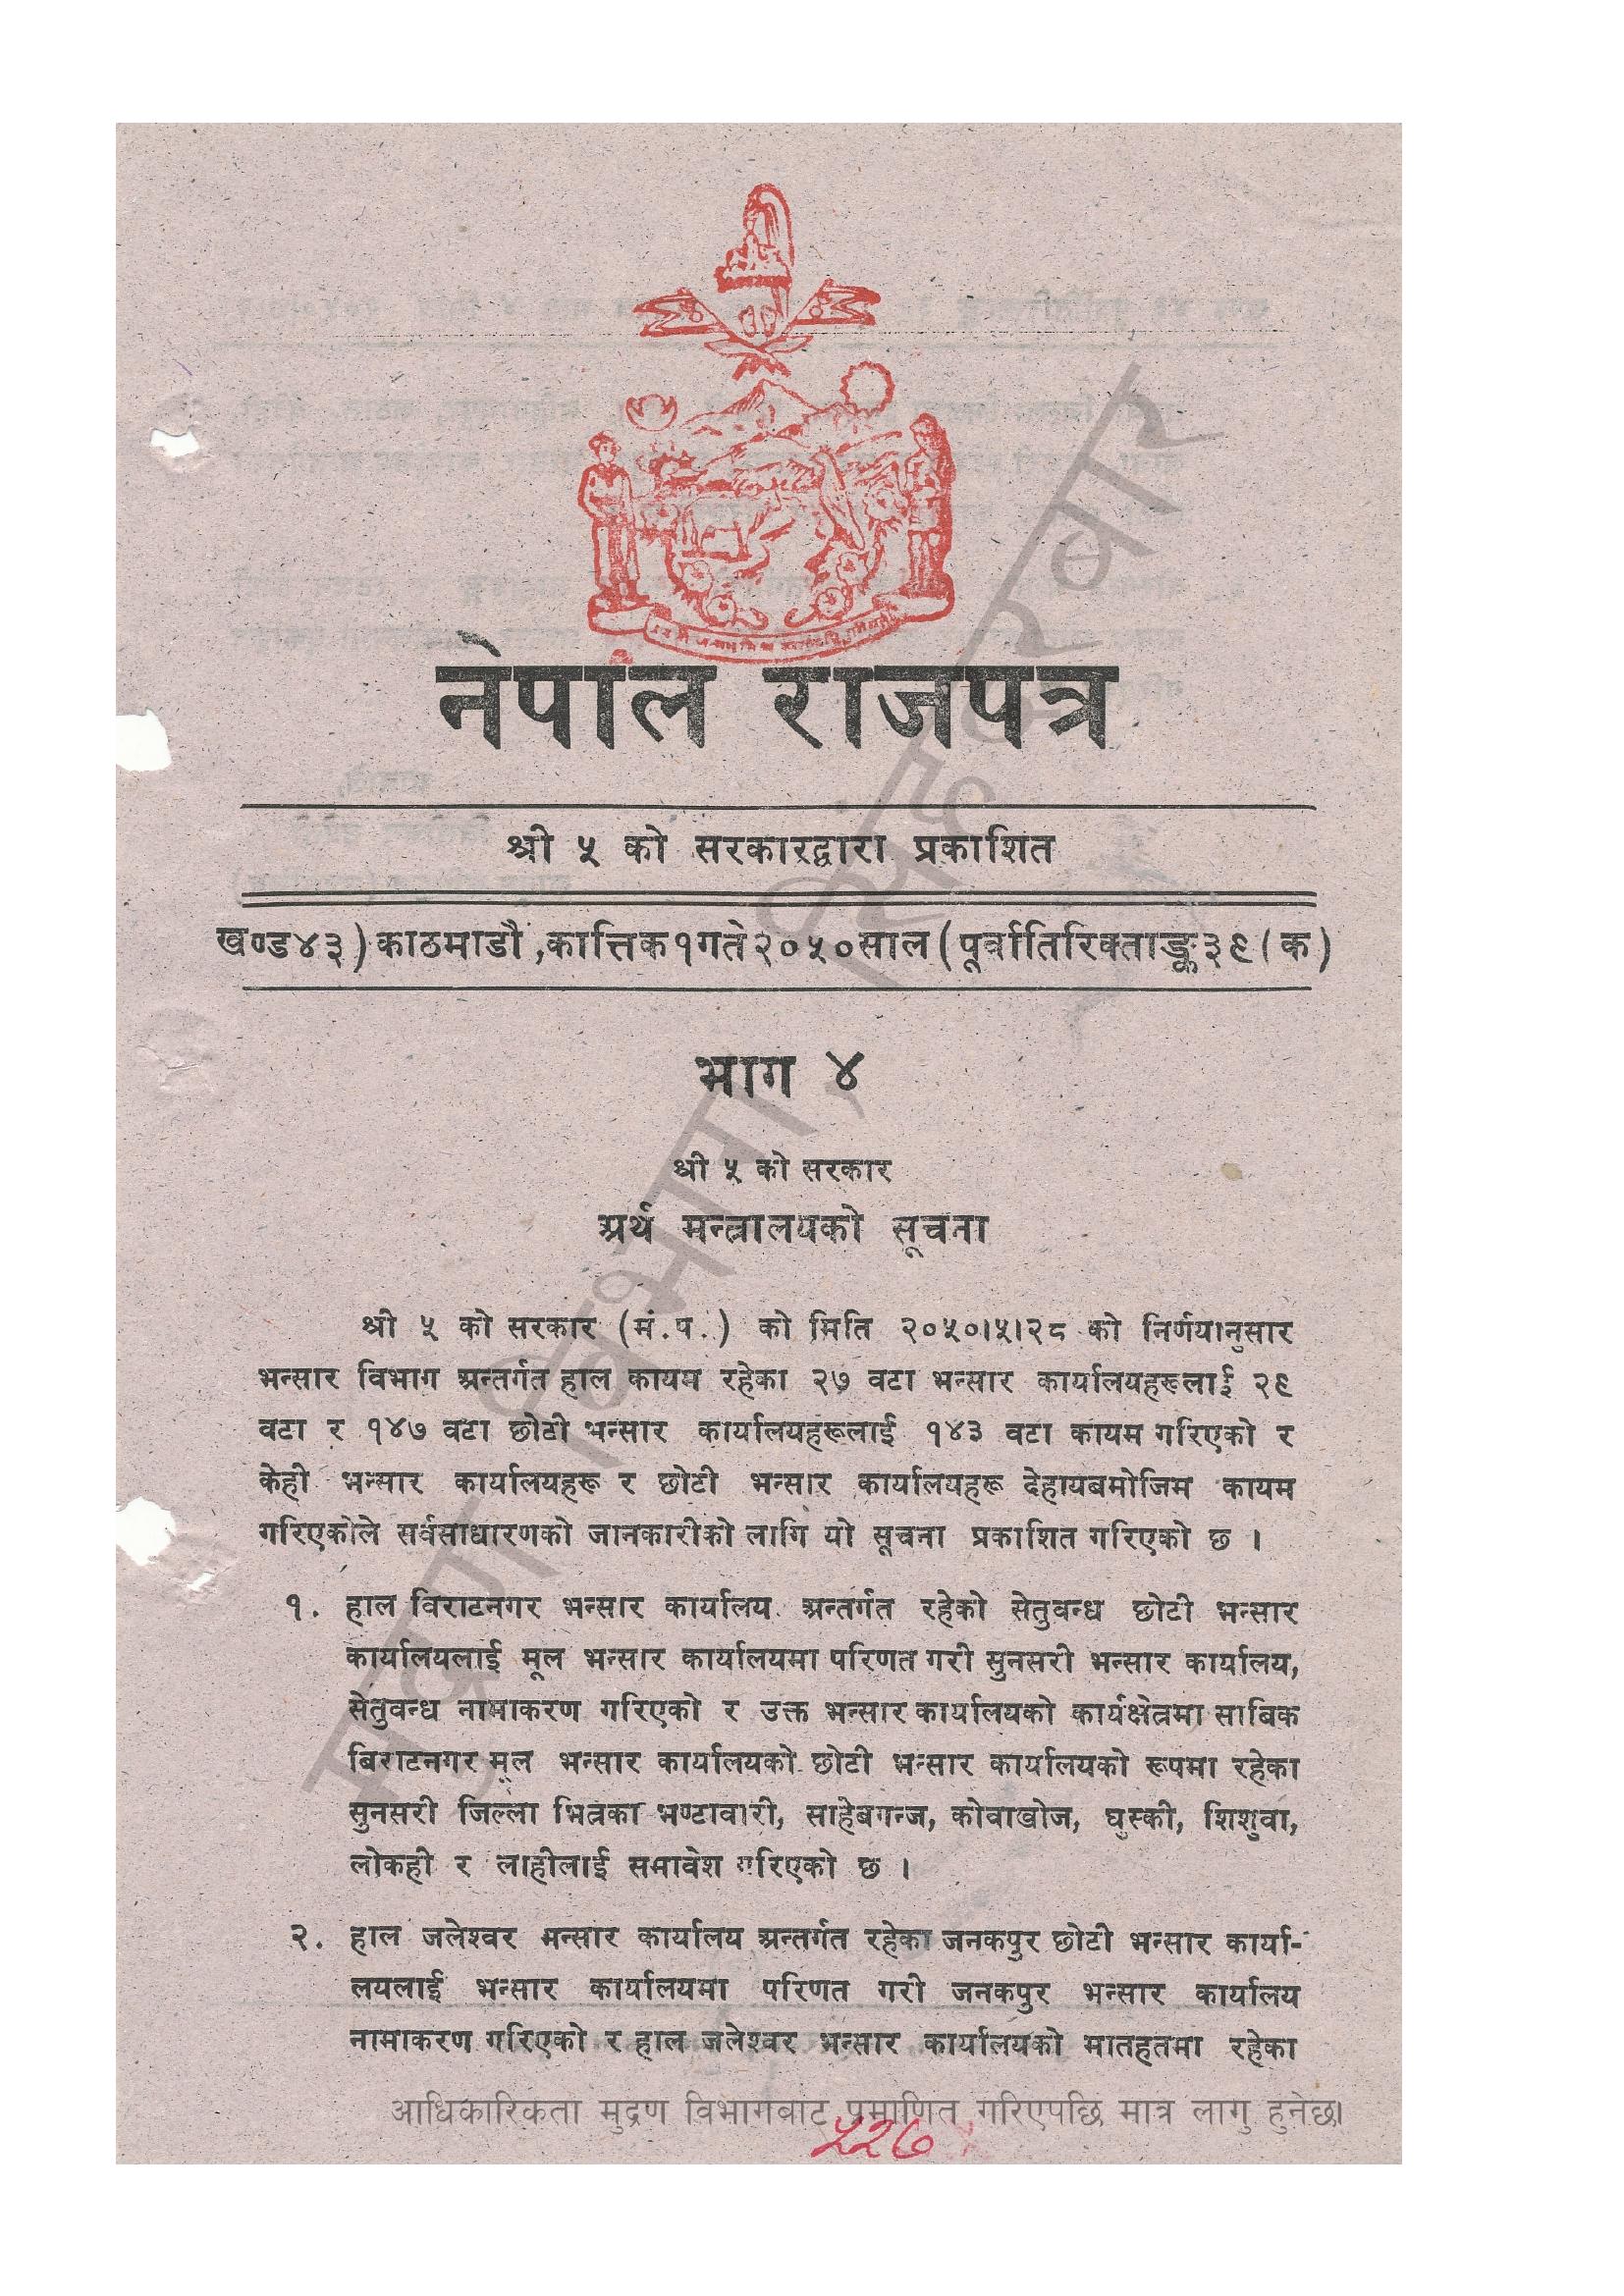 नेपाल राजपत्र
श्री ५ को सरकारद्वारा प्रकाशित
खण्ड४३)काठमाडौं,कात्तिक१गते२०५०साल(पूर्वातिरिक्ताङ्क३९(क)
भाग ४
श्री ५ को सरकार
अर्थ मन्त्रालयको सूचना
श्री ५ को सरकार (मं.प.) को मिति २०५०।५।२८ को निर्णयानुसार
भन्सार विभाग अन्तर्गत हाल कायम रहेका २७ वटा भन्सार कार्यालयहरूलाई २९
वटा र १४७ वटा छोटी भन्सार कार्यालयहरूलाई १४३ वटा कायम गरिएको र
केही भन्सार कार्यालयहरू र छोटी भन्सार कार्यालयहरू देहायबमोजिम कायम
गरिएकोले सर्वसाधारणको जानकारीको लागि यो सूचना प्रकाशित गरिएको छ ।
१. हाल विराटनगर भन्सार कार्यालय अन्तर्गत रहेको सेतुवन्ध छोटी भन्सार
कार्यालयलाई मूल भन्सार कार्यालयमा परिणत गरी सुनसरी भन्सार कार्यालय,
सेतुवन्ध नामाकरण गरिएको र उक्त भन्सार कार्यालयको कार्यक्षेत्रमा साबिक
बिराटनगर मूल भन्सार कार्यालयको छोटी भन्सार कार्यालयको रूपमा रहेका
सुनसरी जिल्ला भित्रका भण्टावारी, साहेबगन्ज, कोवाखोज, घुस्की, शिशुवा,
लोकही र लाहीलाई समावेश गरिएको छ ।
२. हाल जलेश्वर भन्सार कार्यालय अन्तर्गत रहेका जनकपुर छोटी भन्सार कार्या-
लयलाई भन्सार कार्यालयमा परिणत गरी जनकपुर भन्सार कार्यालय
नामाकरण गरिएको र हाल जलेश्वर भन्सार कार्यालयको मातहतमा रहेका
आधिकारिकता मुद्रण विभागबाट प्रमाणित गरिएपछि मात्र लागु हुनेछ।
५२७
मुद्रण विभाग, सिंहदरबार